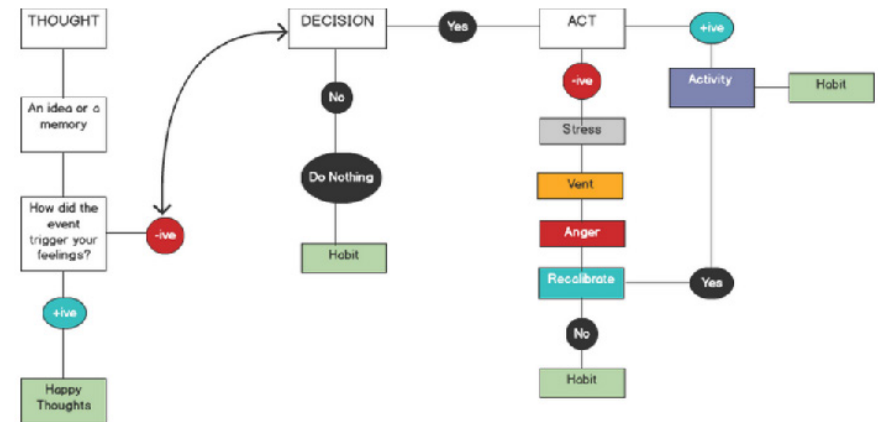 THOUGHT
An idea or a
memory
How did the
event
trigger your
feelings?
-ive
+ive
Happy
Thoughts
DECISION
Yes
No
Do Nothing
Habit
ACT
-ive
Stress
Vent
Anger
Recalibrate
No
Habit
+ive
Activity
Habit
Yes